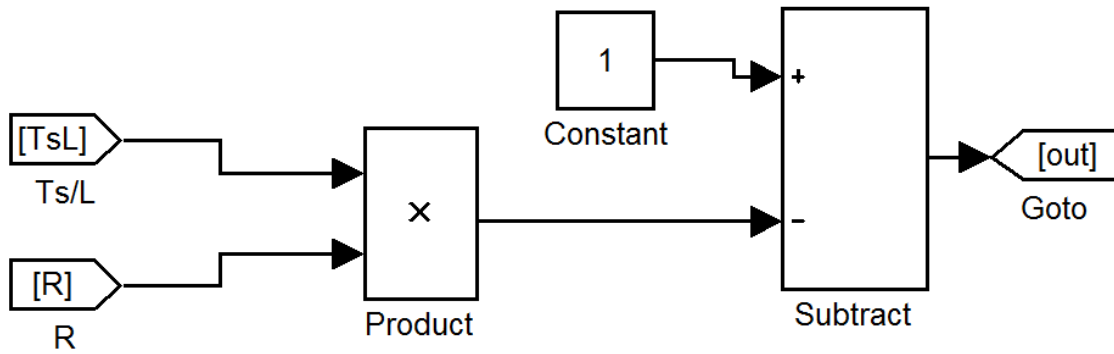 1
+
Constant
[TsL]
Ts/L
×
[out]
Goto
[R]
R
−
Product
Subtract